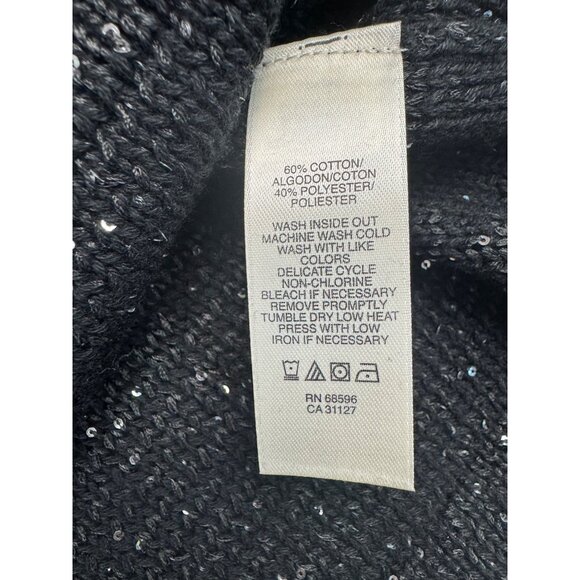 60% COTTON/
ALGODON/COTON
40% POLYESTER/
POLIESTER
WASH INSIDE OUT
MACHINE WASH COLD
WASH WITH LIKE
COLORS
DELICATE CYCLE
NON-CHLORINE
BLEACH IF NECESSARY
REMOVE PROMPTLY
TUMBLE DRY LOW HEAT
PRESS WITH LOW
IRON IF NECESSARY
RN 68596
CA 31127